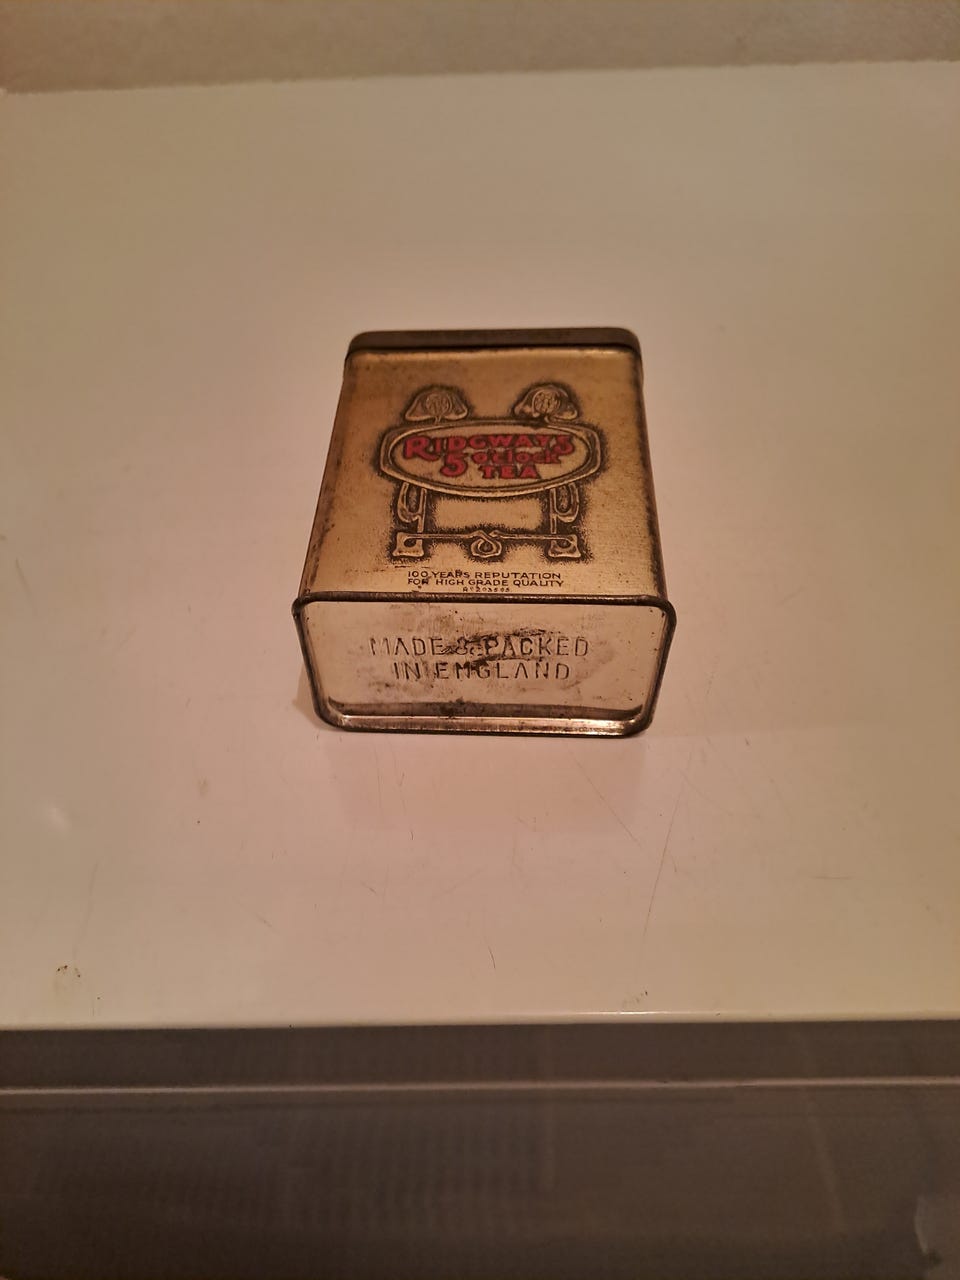 RIDGWAYS
5 o'clock
TEA
100 YEARS REPUTATION
FOR HIGH GRADE QUALITY
MADE & PACKED
IN ENGLAND